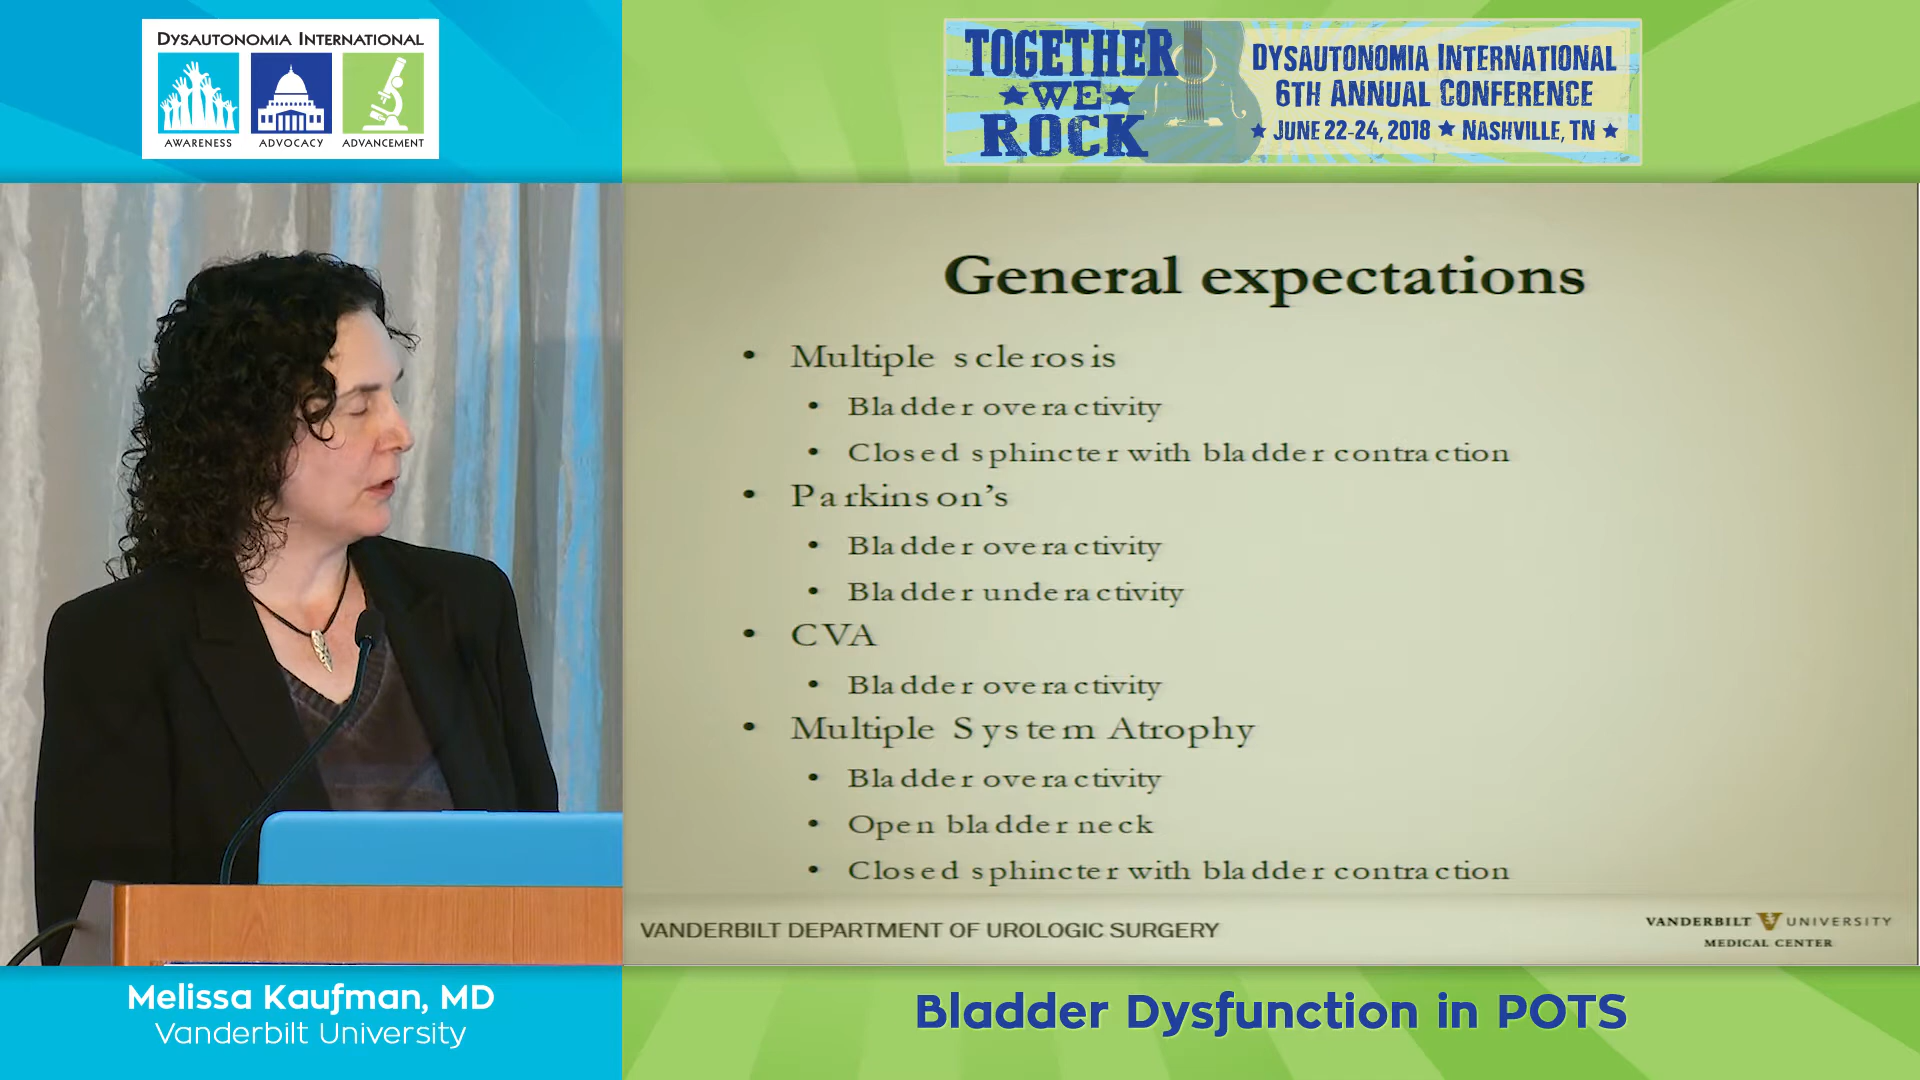 DYSAUTONOMIA INTERNATIONAL
AWARENESS
ADVOCACY
ADVANCEMENT
TOGETHER
WE
ROCK
DYSAUTONOMIA INTERNATIONAL
6TH ANNUAL CONFERENCE
JUNE 22-24, 2018 ★ NASHVILLE, TN
General expectations
• Multiple sclerosis
• Bladder overactivity
• Closed sphincter with bladder contraction
• Parkinson's
• Bladder overactivity
• Bladder underactivity
• CVA
• Bladder overactivity
• Multiple System Atrophy
• Bladder overactivity
• Open bladder neck
• Closed sphincter with bladder contraction
VANDERBILT DEPARTMENT OF UROLOGIC SURGERY
VANDERBILT V UNIVERSITY
MEDICAL CENTER
Melissa Kaufman, MD
Vanderbilt University
Bladder Dysfunction in POTS